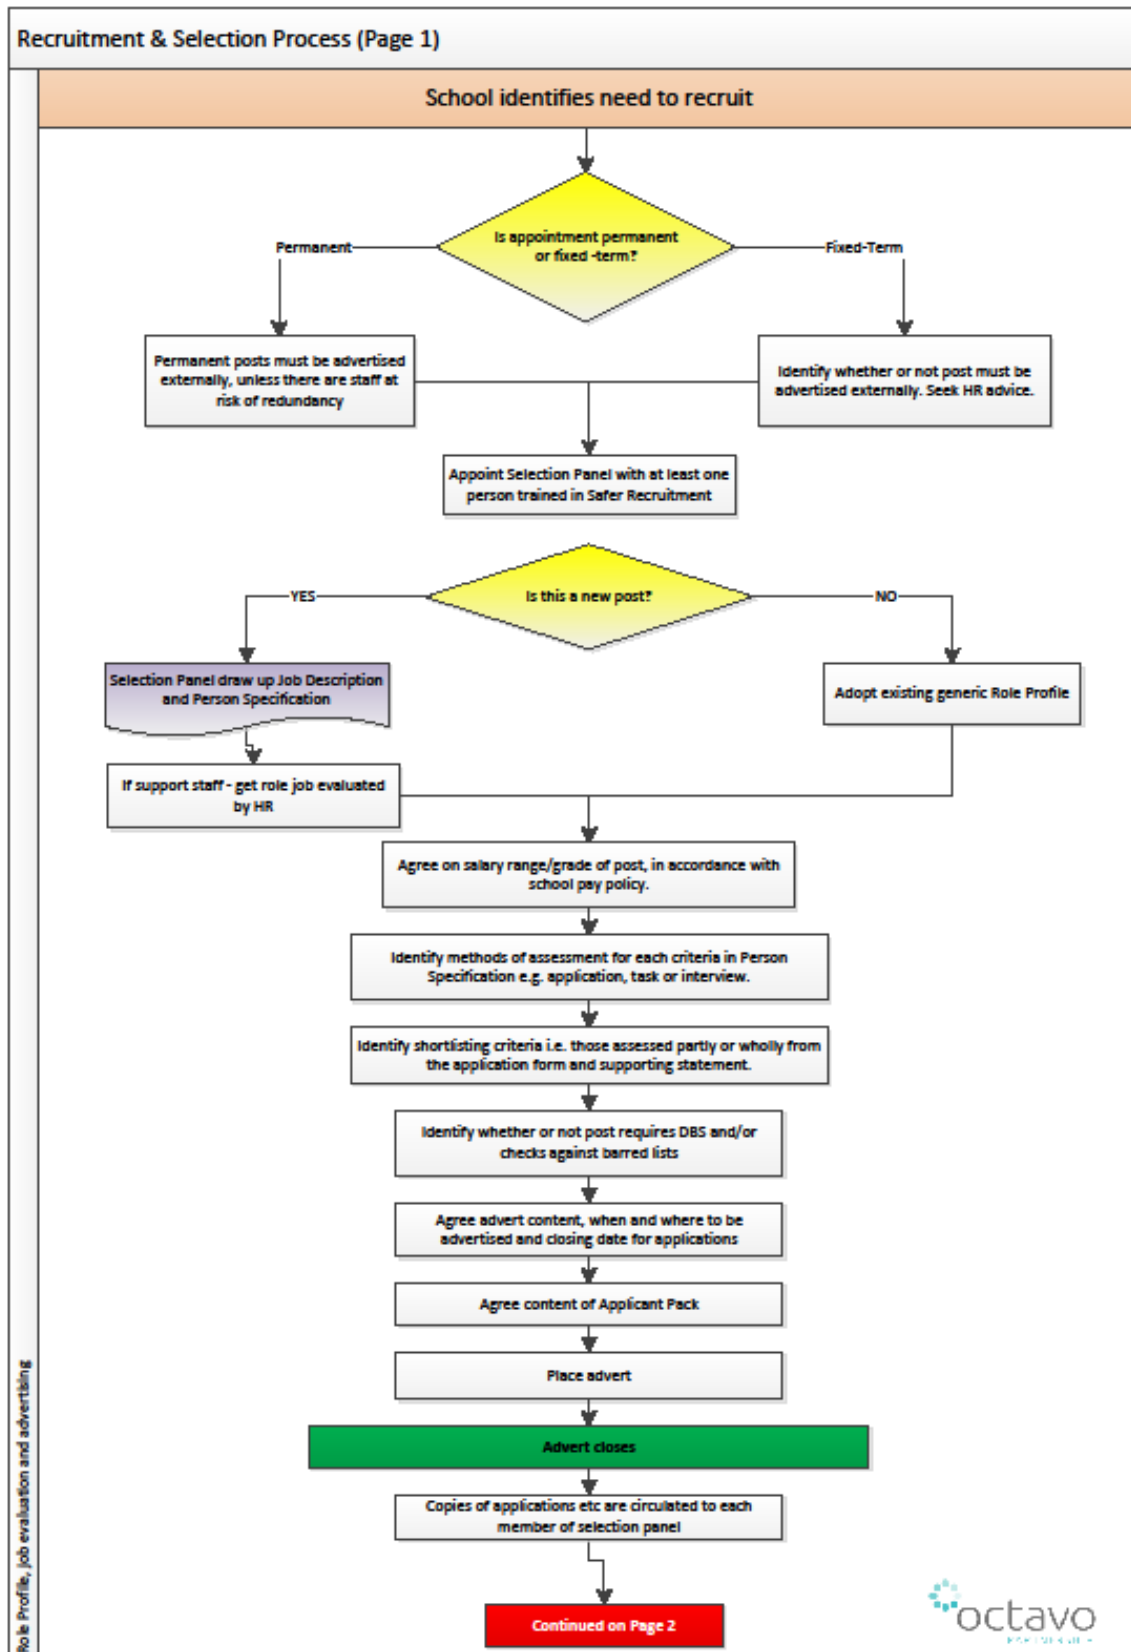 Recruitment & Selection Process (Page 1)
School identifies need to recruit
Is appointment permanent
or fixed -term?
Permanent
Fixed-Term
Permanent posts must be advertised
externally, unless there are staff at
risk of redundancy
Identify whether or not post must be
advertised externally. Seek HR advice.
Appoint Selection Panel with at least one
person trained in Safer Recruitment
Is this a new post?
YES
NO
Selection Panel draw up Job Description
and Person Specification
Adopt existing generic Role Profile
If support staff - get role job evaluated
by HR
Agree on salary range/grade of post, in accordance with
school pay policy.
Identify methods of assessment for each criteria in Person
Specification e.g. application, task or interview.
Identify shortlisting criteria i.e. those assessed partly or wholly from
the application form and supporting statement.
Identify whether or not post requires DBS and/or
checks against barred lists
Agree advert content, when and where to be
advertised and closing date for applications
Agree content of Applicant Pack
Place advert
Advert closes
Copies of applications etc are circulated to each
member of selection panel
Continued on Page 2
Role Profile, job evaluation and advertising
octavo
PARTNERSHIP